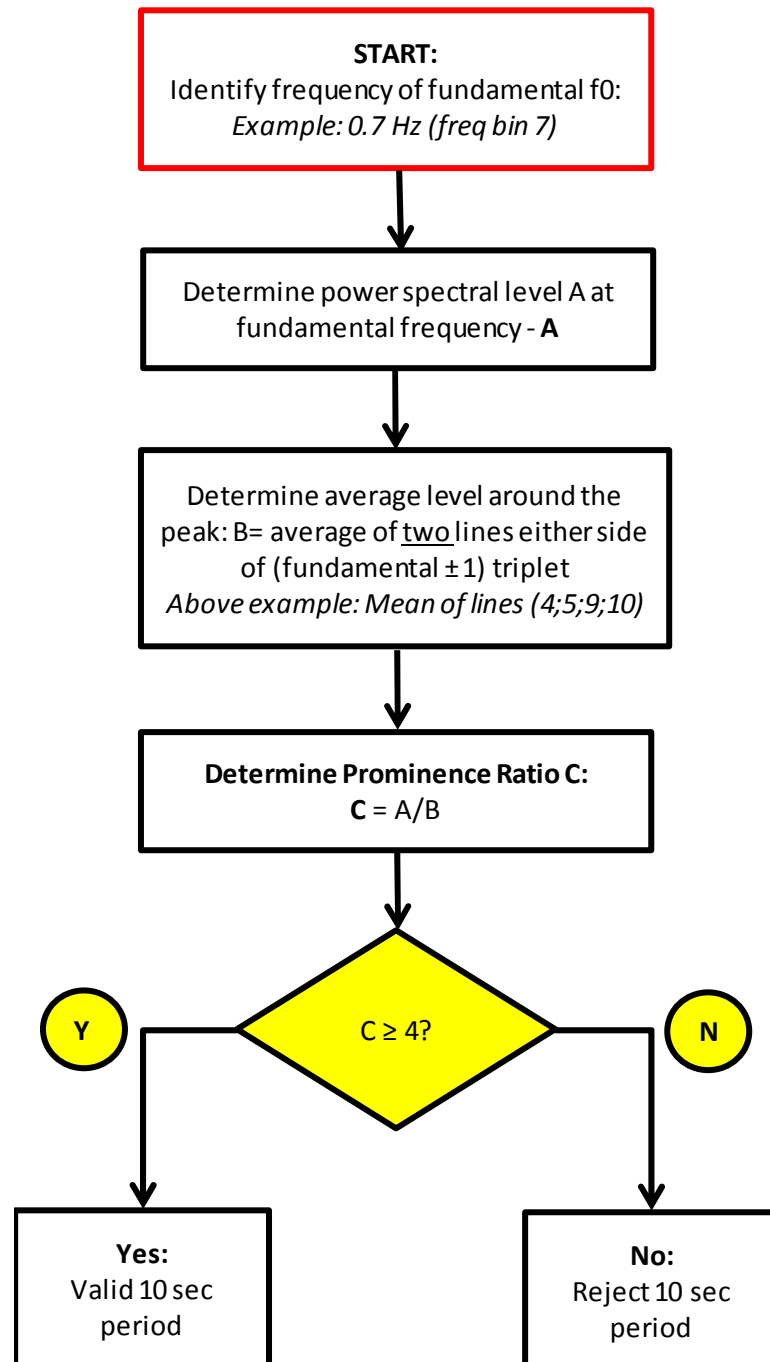 START:
Identify frequency of fundamental f0:
Example: 0.7 Hz (freq bin 7)
Determine power spectral level A at
fundamental frequency - A
Determine average level around the
peak: B= average of two lines either side
of (fundamental ±1) triplet
Above example: Mean of lines (4;5;9;10)
Determine Prominence Ratio C:
C = A/B
C ≥ 4?
Y
N
Yes:
Valid 10 sec
period
No:
Reject 10 sec
period